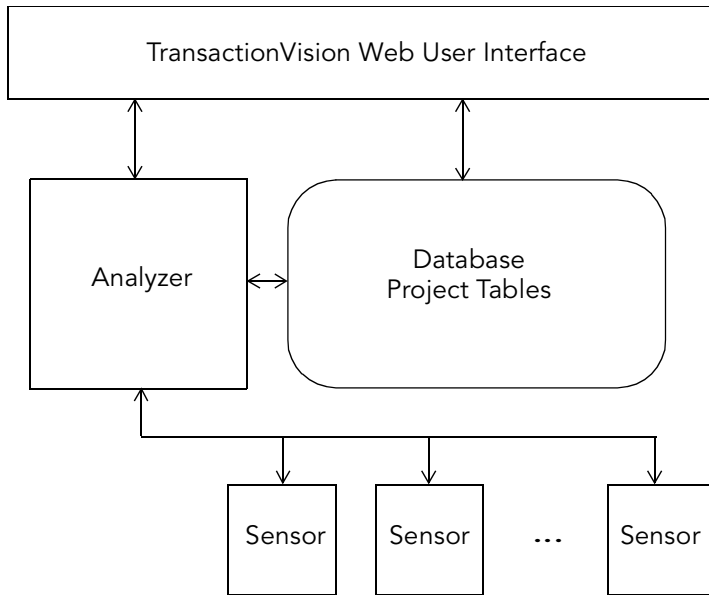 TransactionVision Web User Interface
Analyzer
Database
Project Tables
Sensor
Sensor
...
Sensor